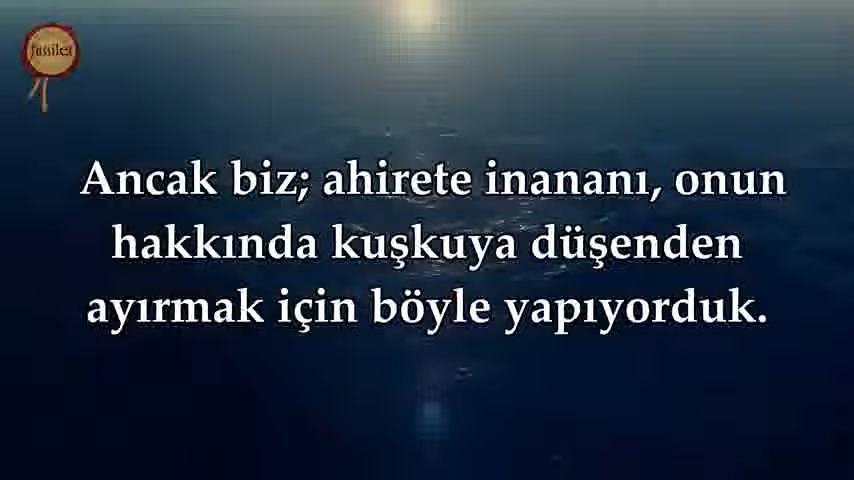 fussilet
Ancak biz; ahirete inananı, onun
hakkında kuşkuya düşenden
ayırmak için böyle yapıyorduk.